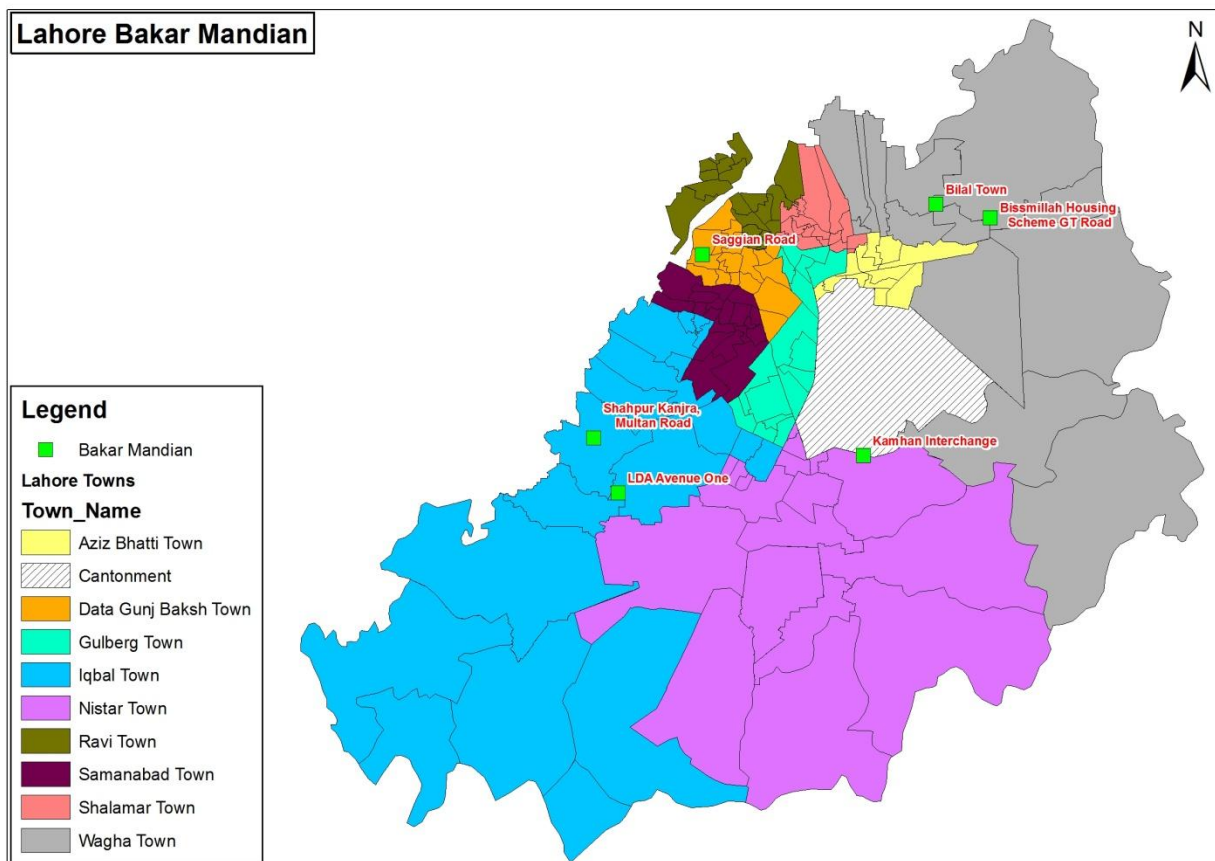 Lahore Bakar Mandian
N
Bilal Town
Bissmillah Housing
Scheme GT Road
Saggian Road
Shahpur Kanjra,
Multan Road
Kamhan Interchange
LDA Avenue One
Legend
Bakar Mandian
Lahore Towns
Town_Name
Aziz Bhatti Town
Cantonment
Data Gunj Baksh Town
Gulberg Town
Iqbal Town
Nistar Town
Ravi Town
Samanabad Town
Shalamar Town
Wagha Town